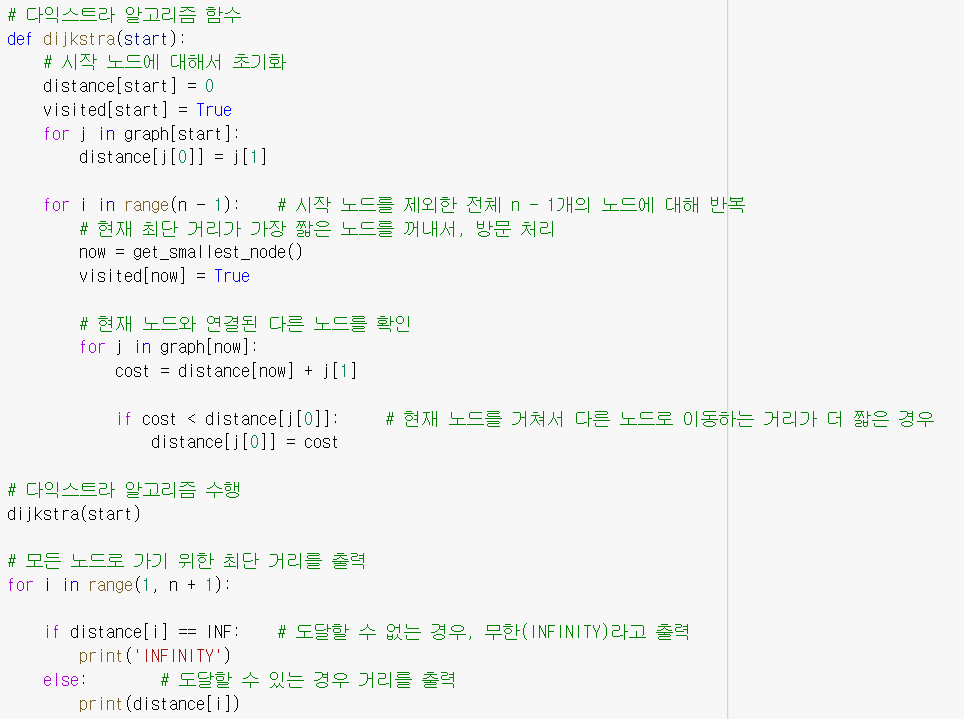 # 다익스트라 알고리즘 함수
def dijkstra(start):
    # 시작 노드에 대해서 초기화
    distance[start] = 0
    visited[start] = True
    for j in graph[start]:
        distance[j[0]] = j[1]

    for i in range(n - 1):    # 시작 노드를 제외한 전체 n - 1개의 노드에 대해 반복
        # 현재 최단 거리가 가장 짧은 노드를 꺼내서, 방문 처리
        now = get_smallest_node()
        visited[now] = True

        # 현재 노드와 연결된 다른 노드를 확인
        for j in graph[now]:
            cost = distance[now] + j[1]

            if cost < distance[j[0]]:     # 현재 노드를 거쳐서 다른 노드로 이동하는 거리가 더 짧은 경우
                distance[j[0]] = cost

# 다익스트라 알고리즘 수행
dijkstra(start)

# 모든 노드로 가기 위한 최단 거리를 출력
for i in range(1, n + 1):

    if distance[i] == INF:    # 도달할 수 없는 경우, 무한(INFINITY)라고 출력
        print('INFINITY')
    else:        # 도달할 수 있는 경우 거리를 출력
        print(distance[i])